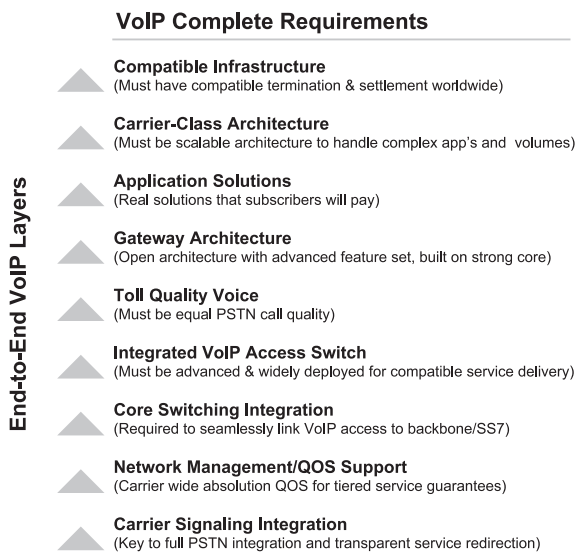 VoIP Complete Requirements
End-to-End VoIP Layers
Compatible Infrastructure
(Must have compatible termination & settlement worldwide)
Carrier-Class Architecture
(Must be scalable architecture to handle complex app's and volumes)
Application Solutions
(Real solutions that subscribers will pay)
Gateway Architecture
(Open architecture with advanced feature set, built on strong core)
Toll Quality Voice
(Must be equal PSTN call quality)
Integrated VoIP Access Switch
(Must be advanced & widely deployed for compatible service delivery)
Core Switching Integration
(Required to seamlessly link VoIP access to backbone/SS7)
Network Management/QOS Support
(Carrier wide absolution QOS for tiered service guarantees)
Carrier Signaling Integration
(Key to full PSTN integration and transparent service redirection)